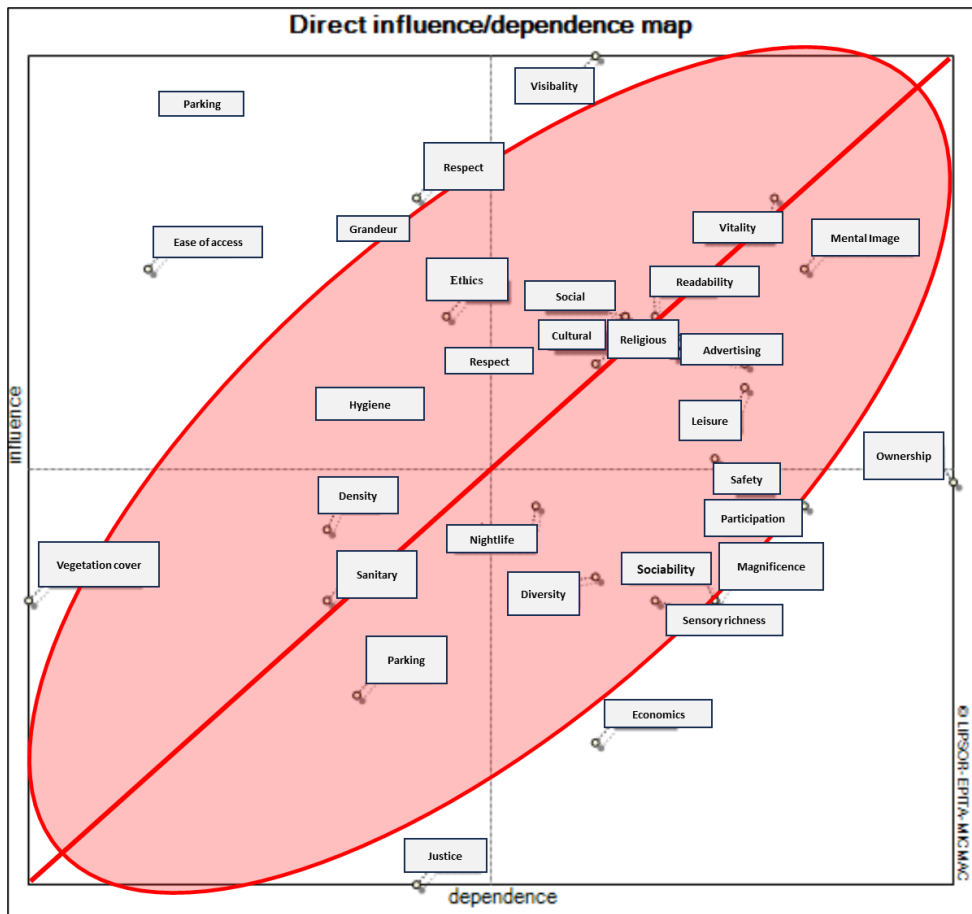 Direct influence/dependence map
Visibality
Parking
Respect
Grandeur
Vitality
Ease of access
Mental Image
Ethics
Readability
Social
Cultural
Religious
Advertising
Respect
Hygiene
Leisure
influence
Ownership
Safety
Density
Participation
Nightlife
Vegetation cover
Sanitary
Sociability
Magnificence
Diversity
Sensory richness
Parking
Economics
© LIPSOR-EPITA-MICMAC
Justice
dependence